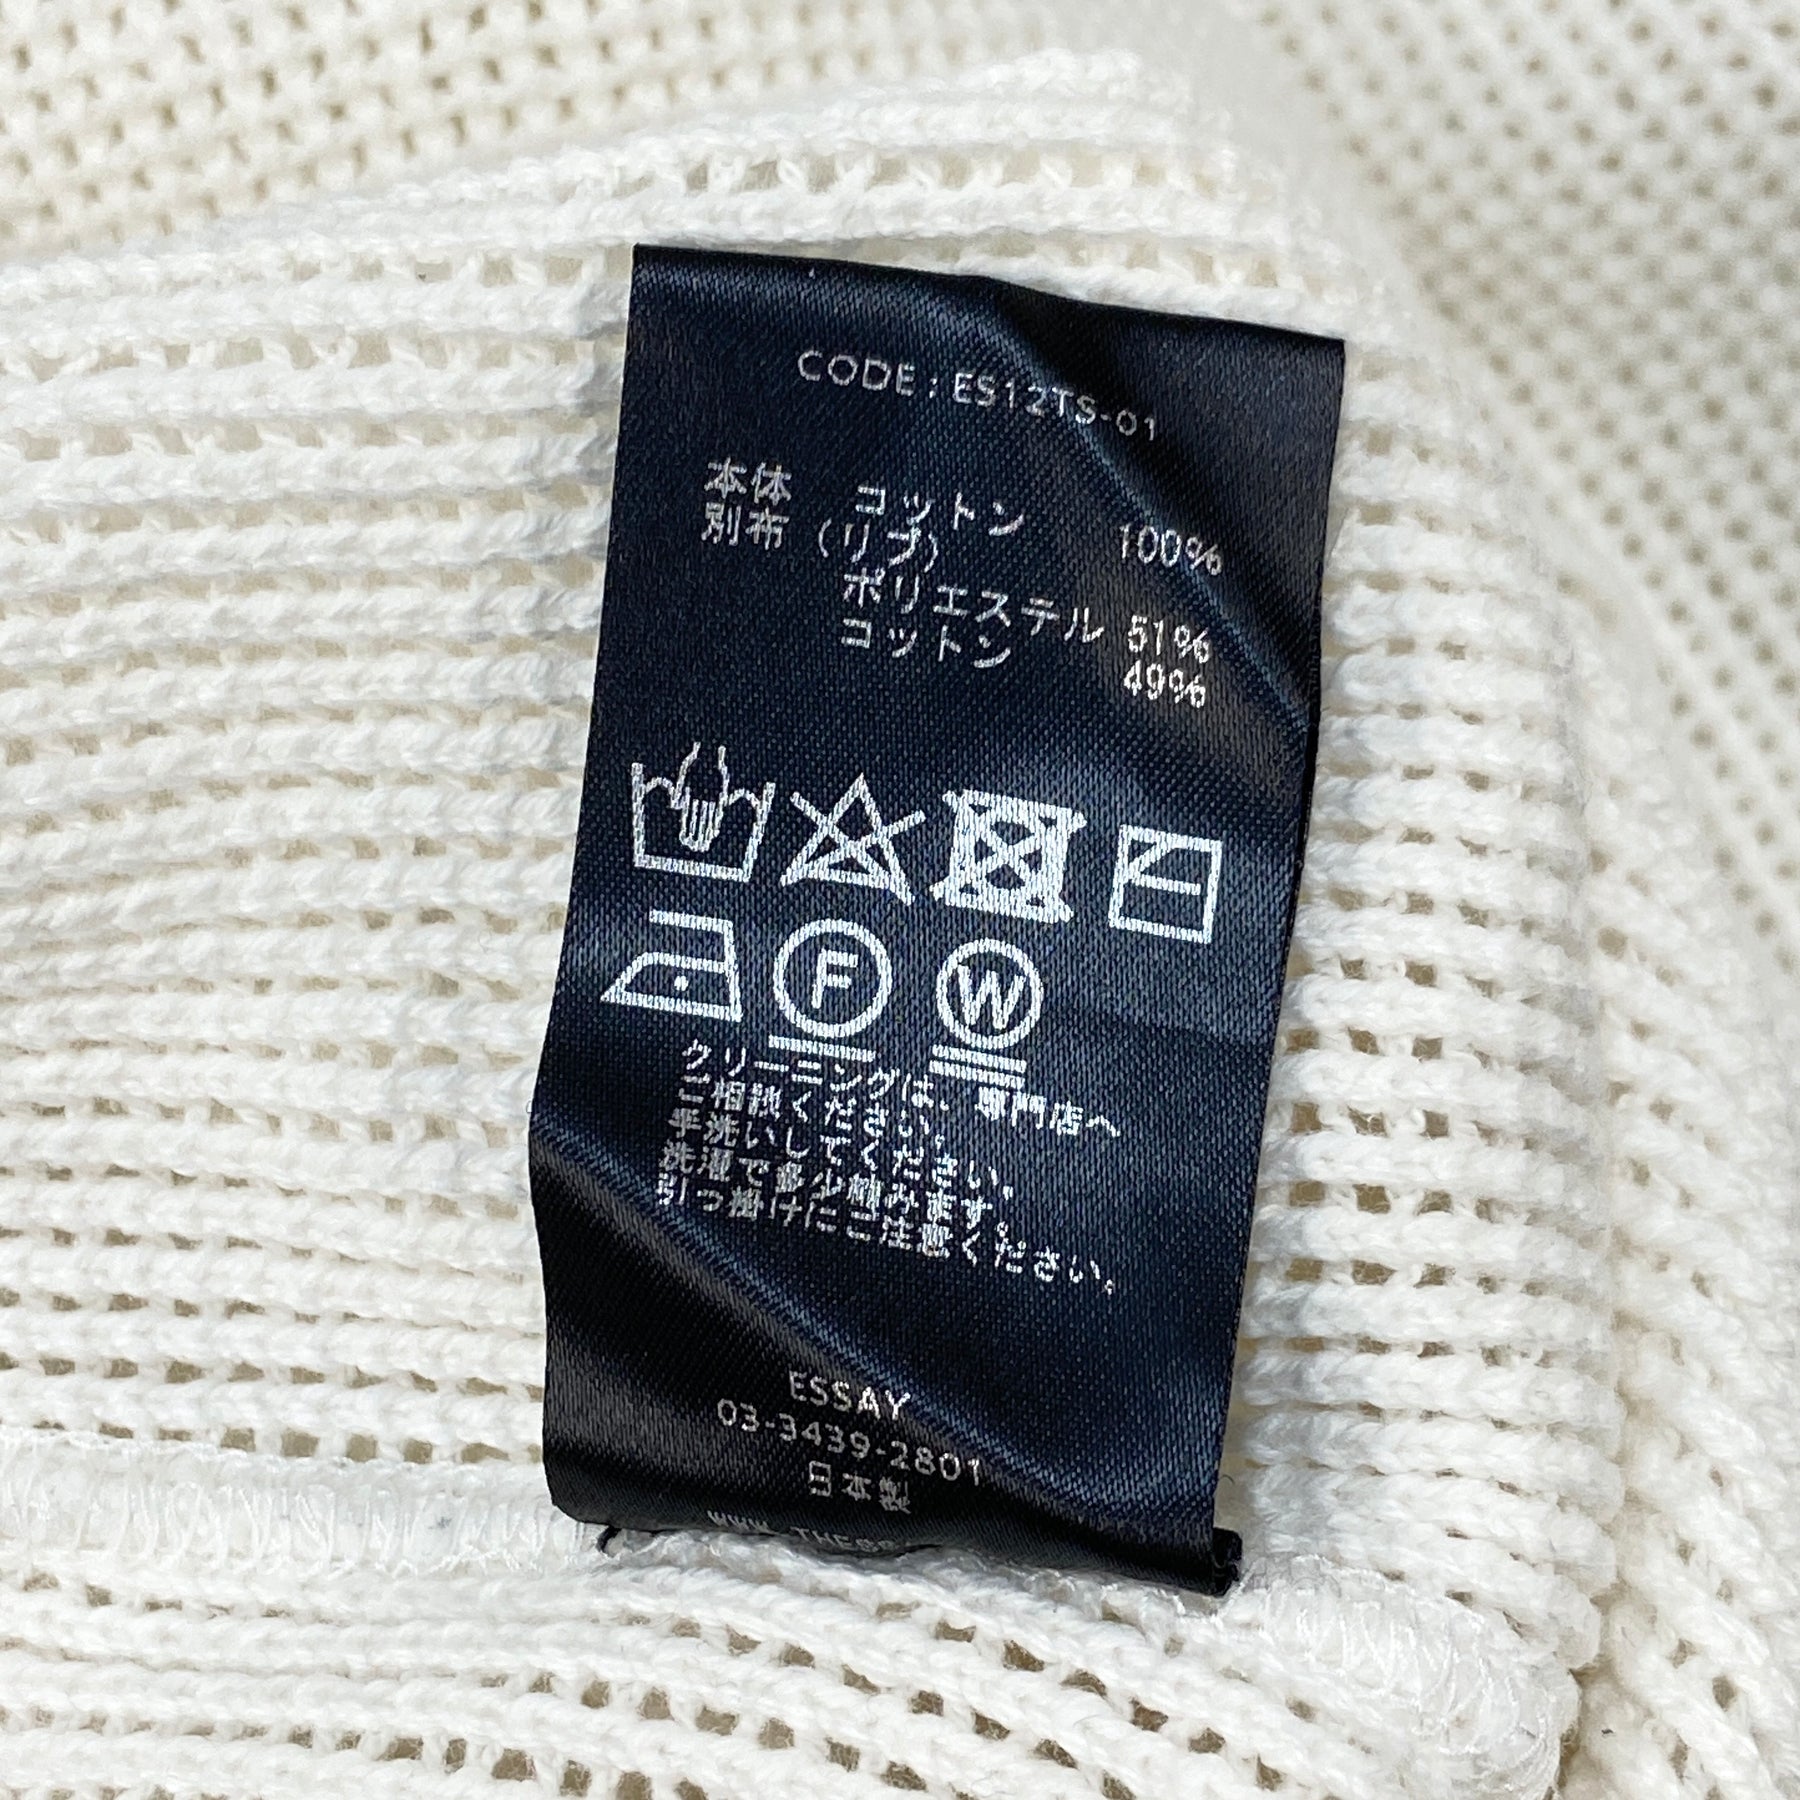 CODE : ES12TS-01
本体 コットン 100%
別布 (リブ)
ポリエステル 51%
コットン 49%
F W
クリーニングは、専門店へ
ご相談ください。
手洗いしてください。
洗濯で多少縮みます。
引っ掛けにご注意ください。
ESSAY
03-3439-2801
日本製